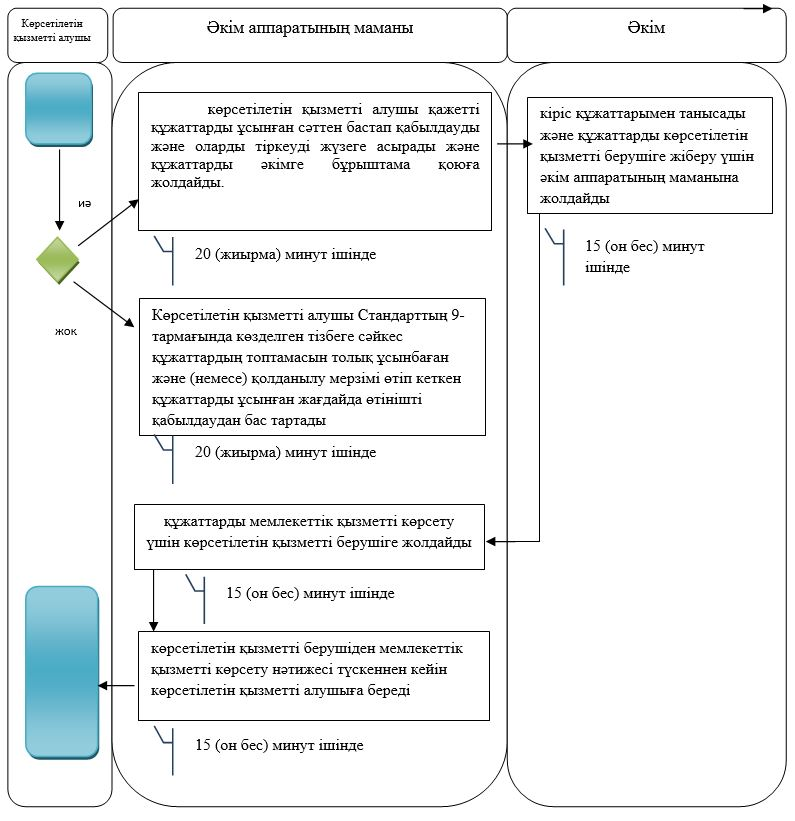 Көрсетілетін
қызметті алушы
Әкім аппаратының маманы
Әкім
көрсетілетін қызметті алушы қажетті
құжаттарды ұсынған сәттен бастап қабылдауды
және оларды тіркеуді жүзеге асырады және
құжаттарды әкімге бұрыштама қоюға
жолдайды.
кіріс құжаттарымен танысады
және құжаттарды көрсетілетін
қызметті берушіге жіберу үшін
әкім аппаратының маманына
жолдайды
иә
20 (жиырма) минут ішінде
15 (он бес) минут
ішінде
жок
Көрсетілетін қызметті алушы Стандарттың 9-
тармағында көзделген тізбеге сәйкес
құжаттардың топтамасын толық ұсынбаған
және (немесе) қолданылу мерзімі өтіп кеткен
құжаттарды ұсынған жағдайда өтінішті
қабылдаудан бас тартады
20 (жиырма) минут ішінде
құжаттарды мемлекеттік қызметті көрсету
үшін көрсетілетін қызметті берушіге жолдайды
15 (он бес) минут ішінде
көрсетілетін қызметті берушіден мемлекеттік
қызметті көрсету нәтижесі түскеннен кейін
көрсетілетін қызметті алушыға береді
15 (он бес) минут ішінде